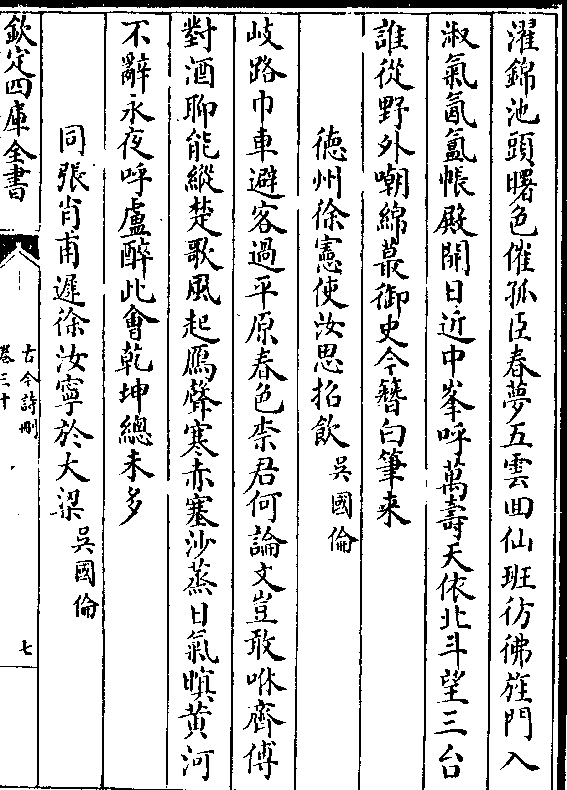 濯錦池頭曙色催孤臣春夢五雲回仙班彷彿旌門入
淑氣氤氳帳殿開日近中峯呼萬壽天依北斗望三台
誰從野外嘲綿蕞御史今簪白筆來
徳州徐憲使汝思招飲 吳國倫
岐路巾車避客過平原春色柰君何論文豈敢咻齊傅
對酒聊能縱楚歌風起鴈聲寒赤塞沙蒸日氣暝黄河
不辭永夜呼盧醉此會乾坤總未多
同張肖甫遲徐汝寧於大梁 吳國倫
欽定四庫全書
古今詩刪
卷三十
七